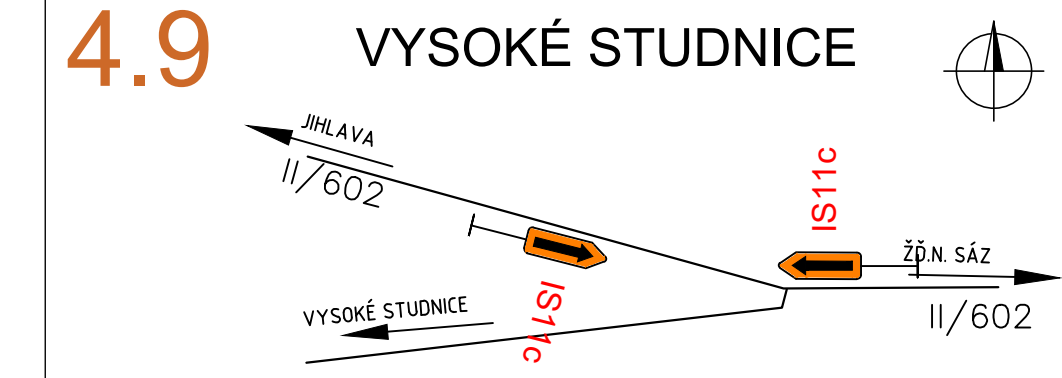 4.9
VYSOKÉ STUDNICE
JIHLAVA
II/602
IS11c
ŽĎ.N. SÁZ
II/602
VYSOKÉ STUDNICE
IS11c